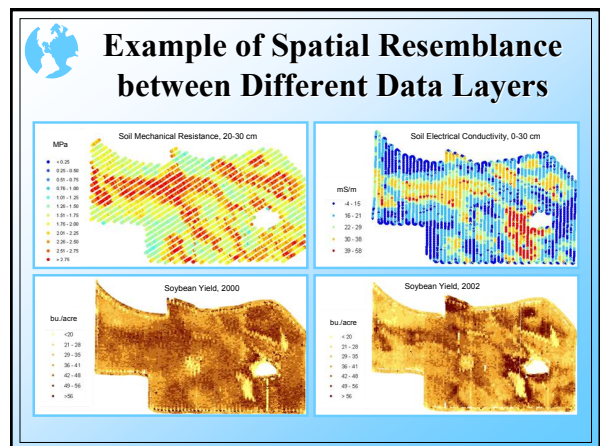 Example of Spatial Resemblance
between Different Data Layers
Soil Mechanical Resistance, 20-30 cm
MPa
< 0.25
0.25 - 0.50
0.51 - 0.75
0.76 - 1.00
1.01 - 1.25
1.26 - 1.50
1.51 - 1.75
1.76 - 2.00
2.01 - 2.25
2.26 - 2.50
2.51 - 2.75
> 2.75
Soil Electrical Conductivity, 0-30 cm
mS/m
-4 - 15
16 - 21
22 - 29
30 - 38
39 - 58
Soybean Yield, 2000
bu./acre
<20
21 - 28
29 - 35
36 - 41
42 - 48
49 - 56
>56
Soybean Yield, 2002
bu./acre
< 20
21 - 28
29 - 35
36 - 41
42 - 48
49 - 56
> 56